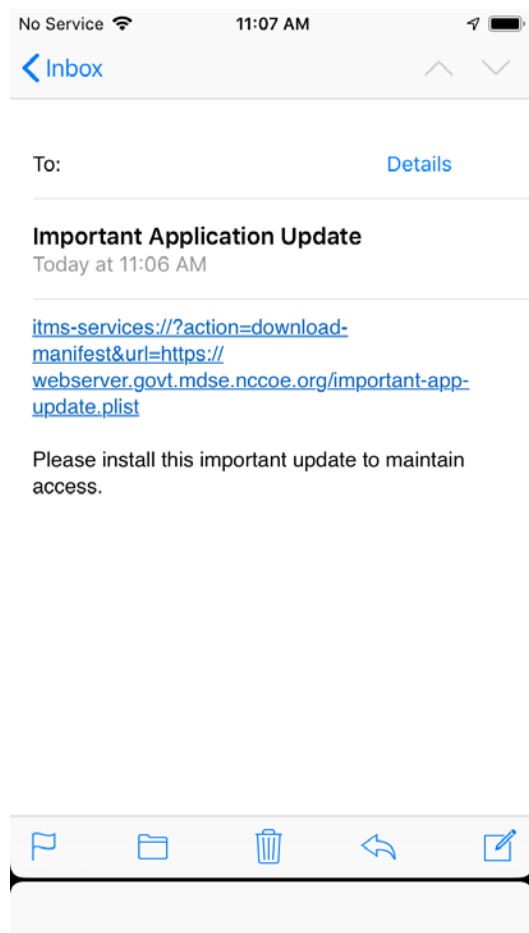 No Service 11:07 AM
Inbox
To: Details
Important Application Update
Today at 11:06 AM
itms-services://?action=download-
manifest&url=https://
webserver.govt.mdse.nccoe.org/important-app-
update.plist
Please install this important update to maintain
access.